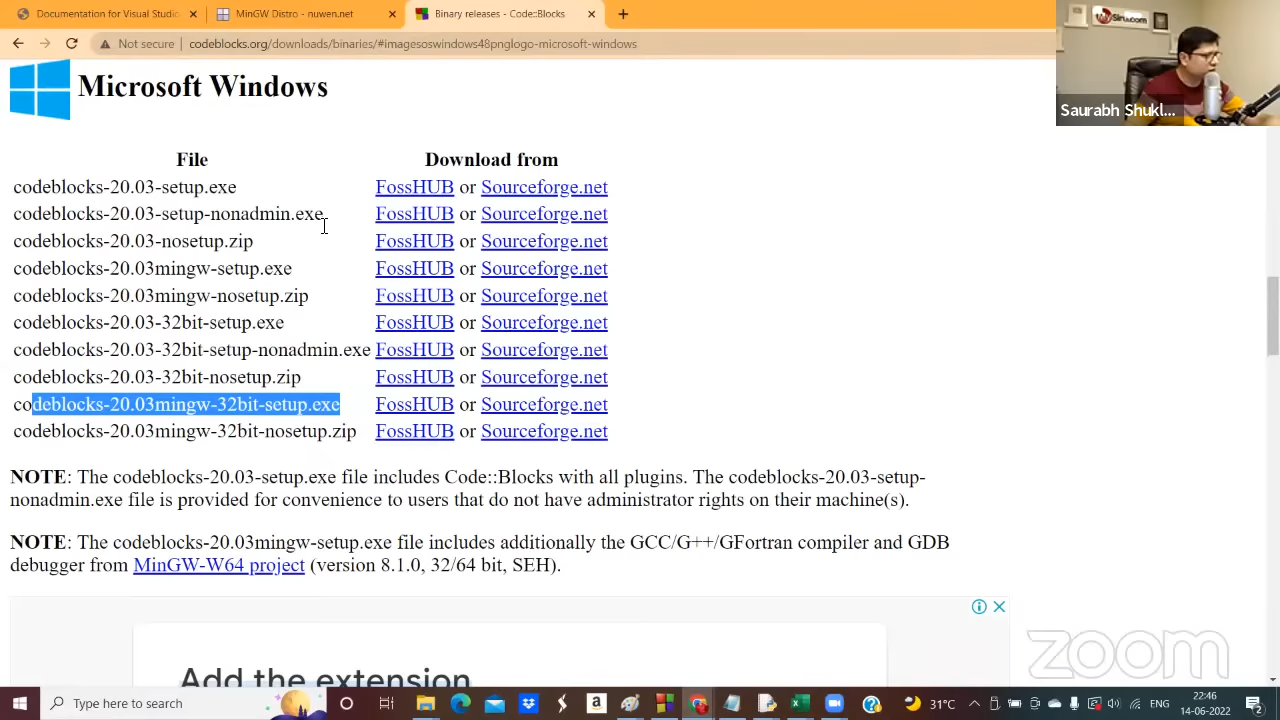 Documentation for Visual Studio
MinGW Distro - nuwen.net
Binary releases - Code::Blocks
Not secure
codeblocks.org/downloads/binaries/#imagesoswindows48pnglogo-microsoft-windows
Microsoft Windows
File Download from
codeblocks-20.03-setup.exe FossHUB or Sourceforge.net
codeblocks-20.03-setup-nonadmin.exe FossHUB or Sourceforge.net
codeblocks-20.03-nosetup.zip FossHUB or Sourceforge.net
codeblocks-20.03mingw-setup.exe FossHUB or Sourceforge.net
codeblocks-20.03mingw-nosetup.zip FossHUB or Sourceforge.net
codeblocks-20.03-32bit-setup.exe FossHUB or Sourceforge.net
codeblocks-20.03-32bit-setup-nonadmin.exe FossHUB or Sourceforge.net
codeblocks-20.03-32bit-nosetup.zip FossHUB or Sourceforge.net
codeblocks-20.03mingw-32bit-setup.exe FossHUB or Sourceforge.net
codeblocks-20.03mingw-32bit-nosetup.zip FossHUB or Sourceforge.net
NOTE: The codeblocks-20.03-setup.exe file includes Code::Blocks with all plugins. The codeblocks-20.03-setup-
nonadmin.exe file is provided for convenience to users that do not have administrator rights on their machine(s).
NOTE: The codeblocks-20.03mingw-setup.exe file includes additionally the GCC/G++/GFortran compiler and GDB
debugger from MinGW-W64 project (version 8.1.0, 32/64 bit, SEH).
Add the extension
Saurabh Shukl...
zoom
Type here to search
31°C
ENG
22:46
14-06-2022
2